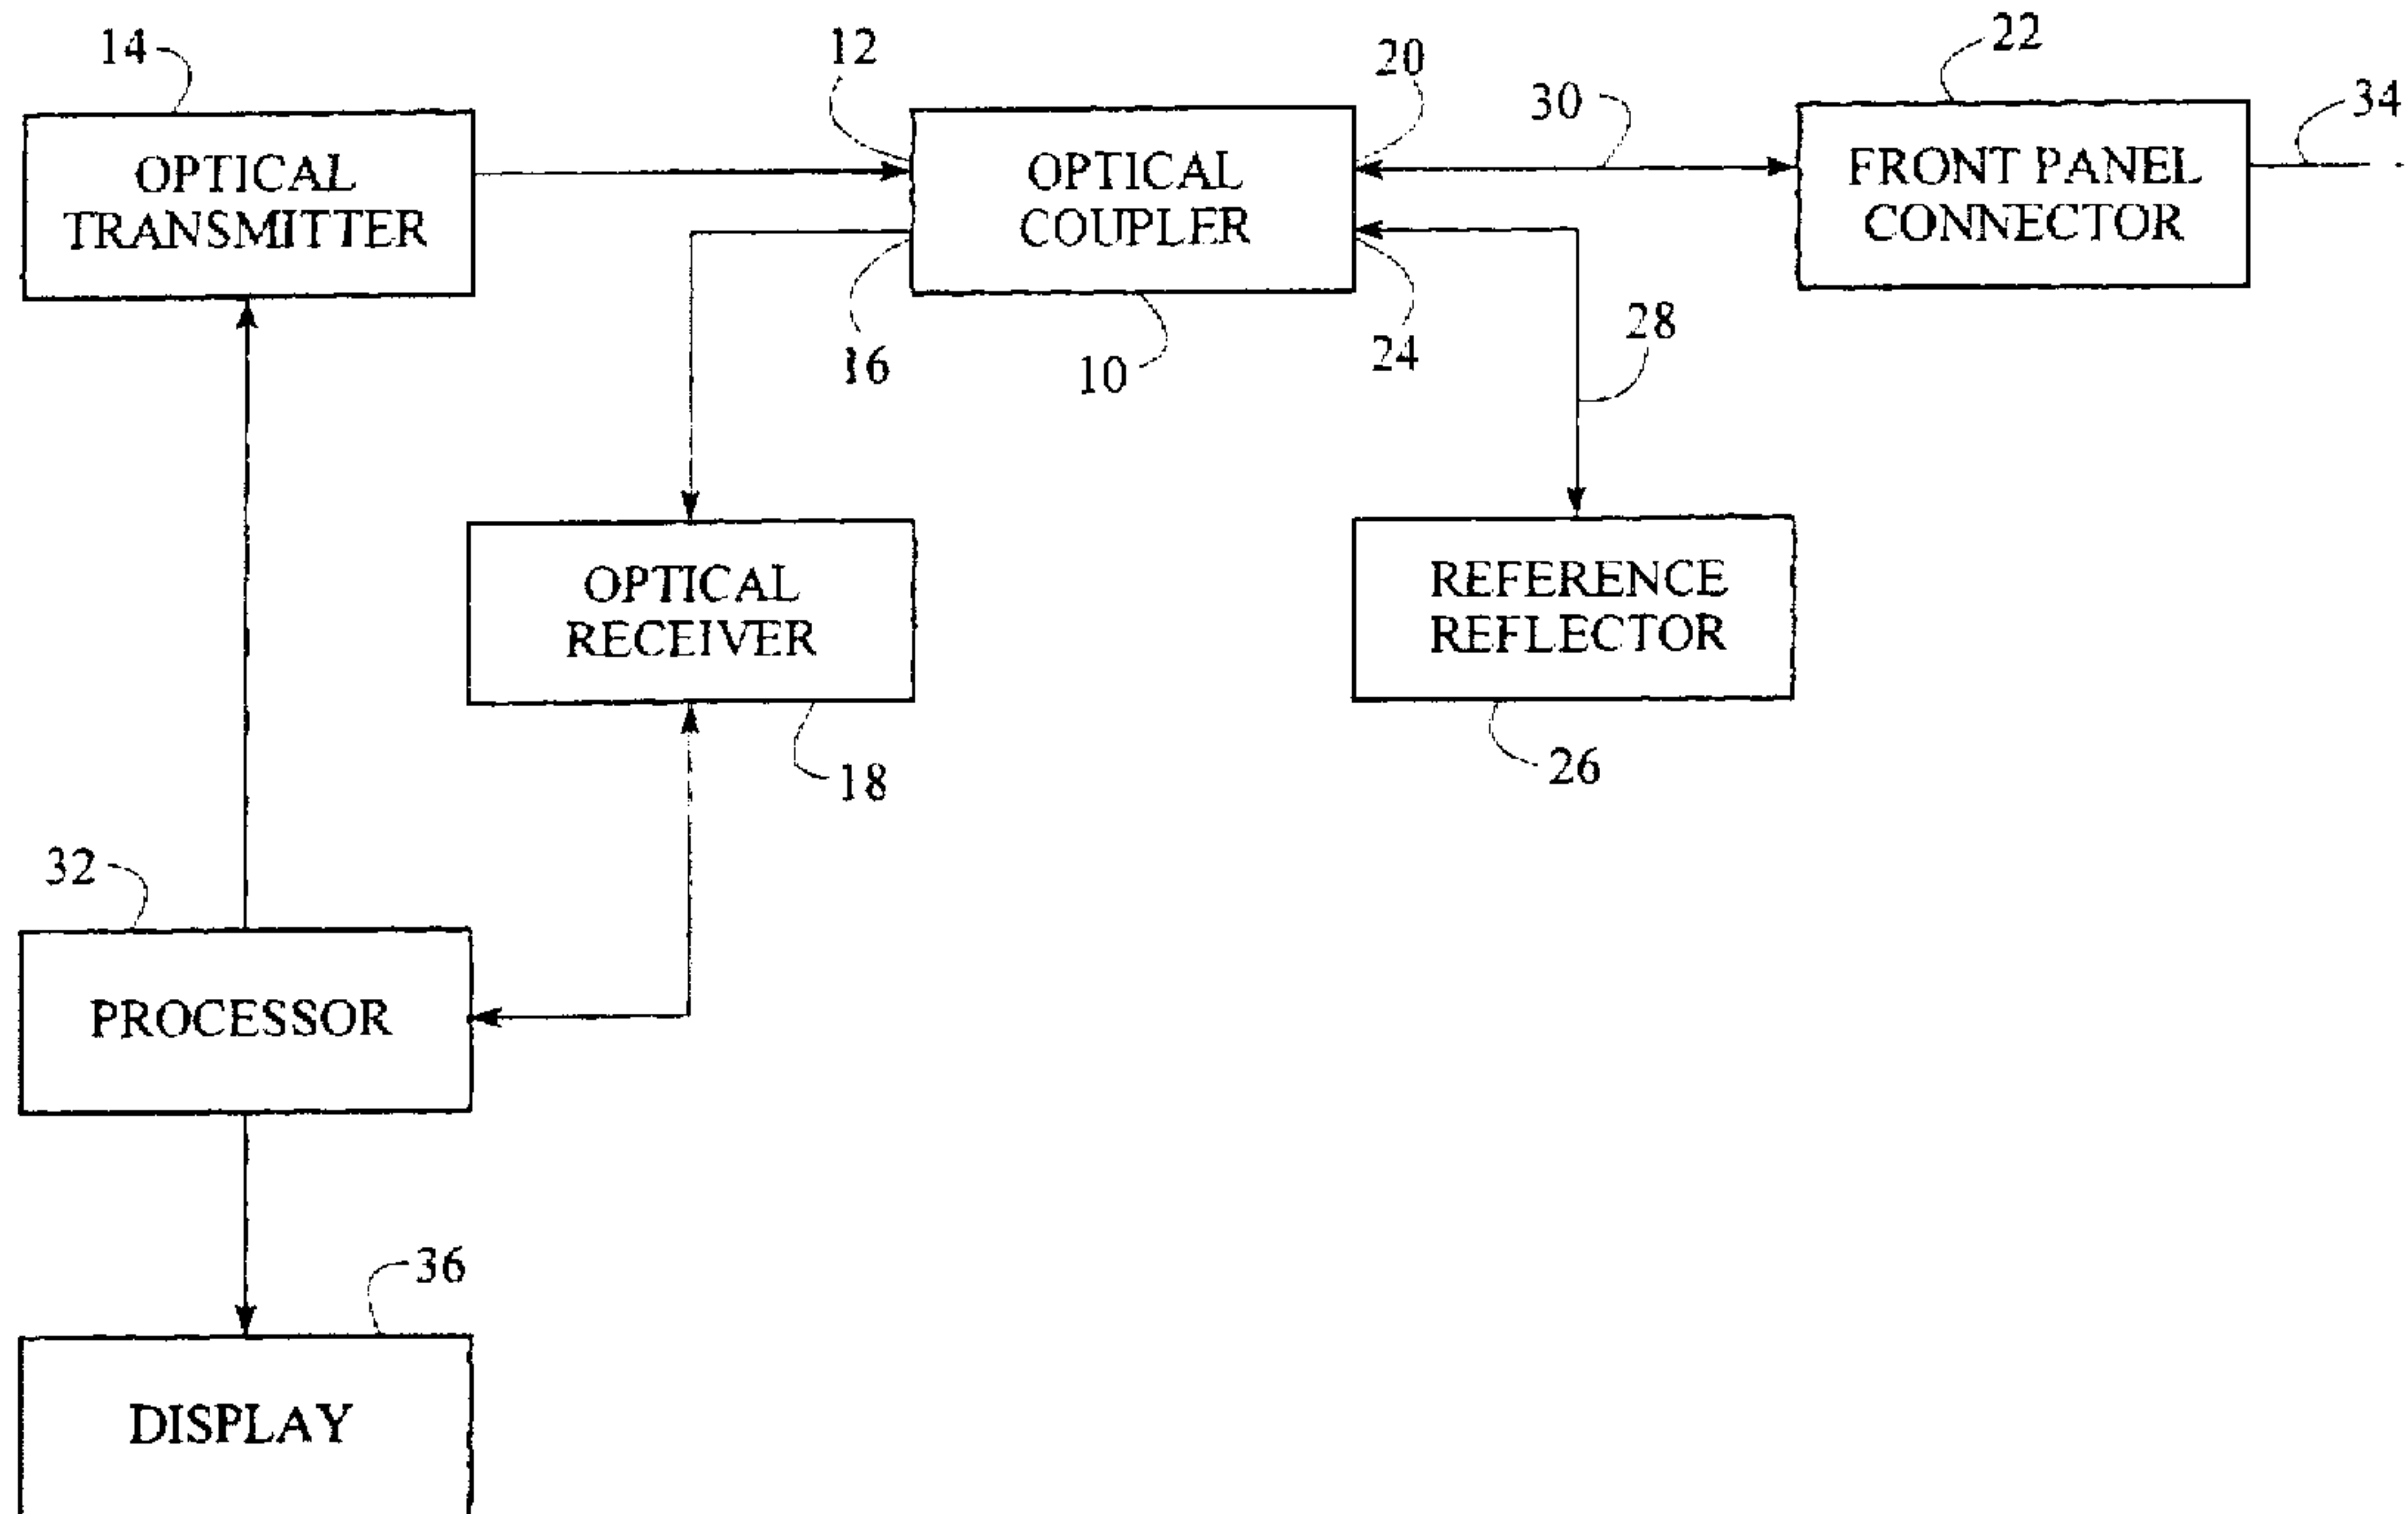 14
12
20
22
30
34
OPTICAL
TRANSMITTER
OPTICAL
COUPLER
FRONT PANEL
CONNECTOR
16
10
24
28
OPTICAL
RECEIVER
REFERENCE
REFLECTOR
18
26
32
PROCESSOR
36
DISPLAY